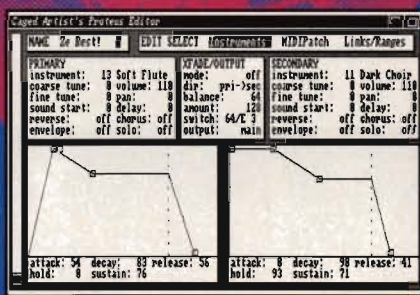 Caged Artist's Proteus Editor
NAME 2e Best! EDIT SELECT Instruments MIDIPatch Links/Ranges
PRIMARY
instrument: 13 Soft Flute
coarse tune: 0 volume: 110
fine tune: 0 pan: 0
sound start: 0 delay: 0
reverse: off chorus: off
envelope: off solo: off
XFADE/OUTPUT
mode: off
dir: pri->sec
balance: 64
amount: 128
switch: 64/E 3
output: main
SECONDARY
instrument: 11 Dark Choir
coarse tune: 0 volume: 118
fine tune: 0 pan: 0
sound start: 0 delay: 0
reverse: off chorus: off
envelope: off solo: off
attack: 54 decay: 83 release: 56
hold: 8 sustain: 76
attack: 8 decay: 98 release: 41
hold: 93 sustain: 71